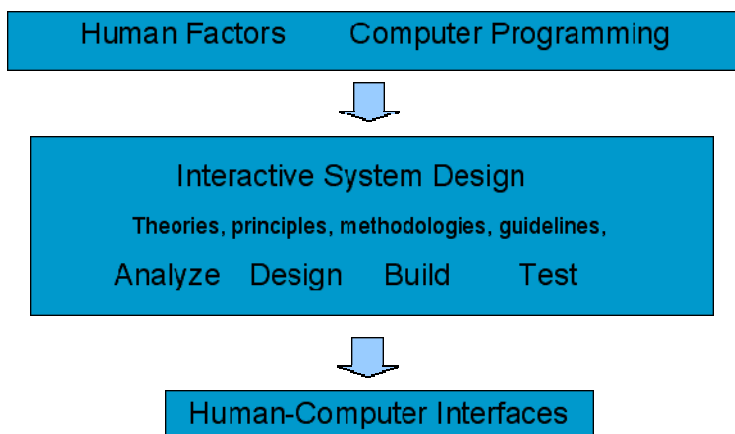 Human Factors Computer Programming
Interactive System Design
Theories, principles, methodologies, guidelines,
Analyze Design Build Test
Human-Computer Interfaces